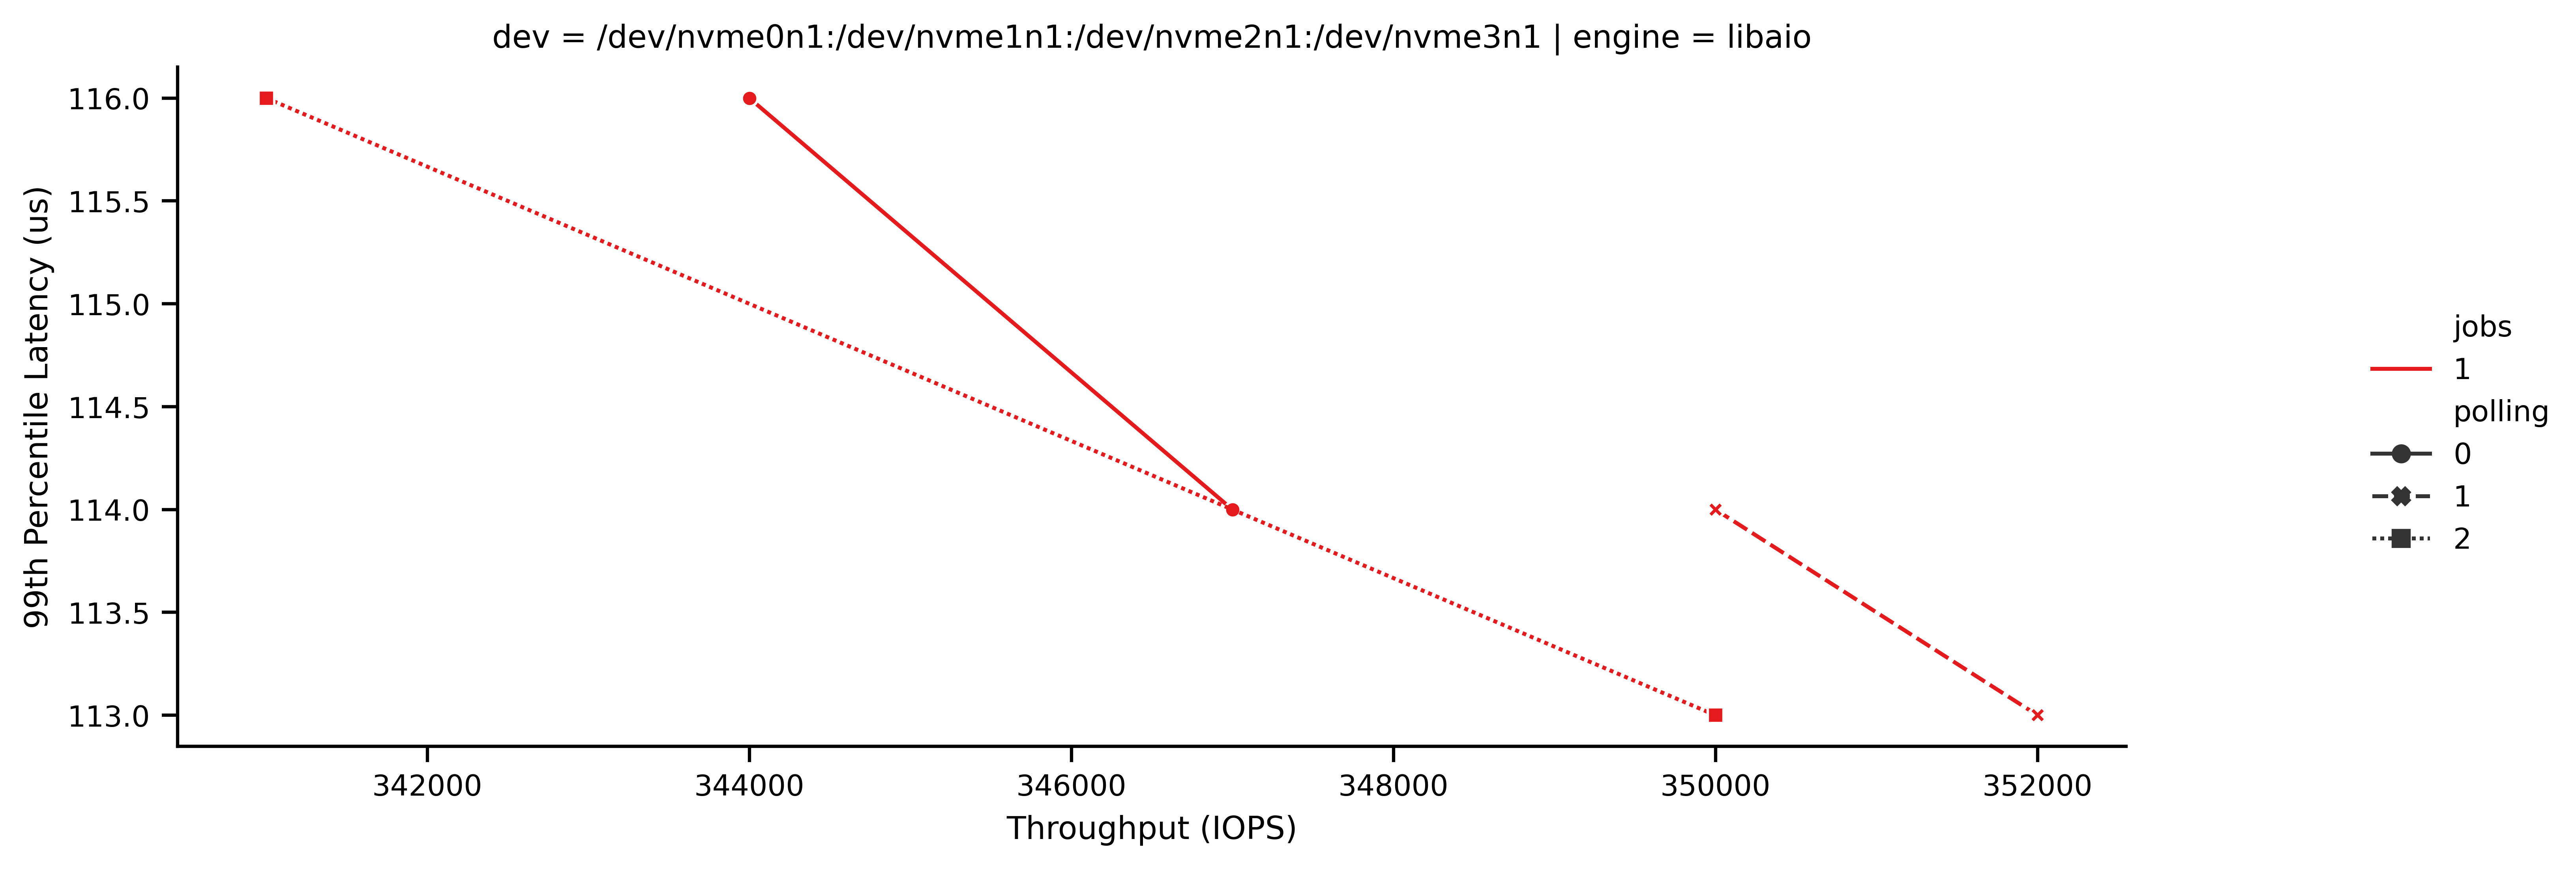 dev = /dev/nvme0n1:/dev/nvme1n1:/dev/nvme2n1:/dev/nvme3n1 | engine = libaio
99th Percentile Latency (us)
116.0
115.5
115.0
114.5
114.0
113.5
113.0
342000 344000 346000 348000 350000 352000
Throughput (IOPS)
jobs
1
polling
0
1
2